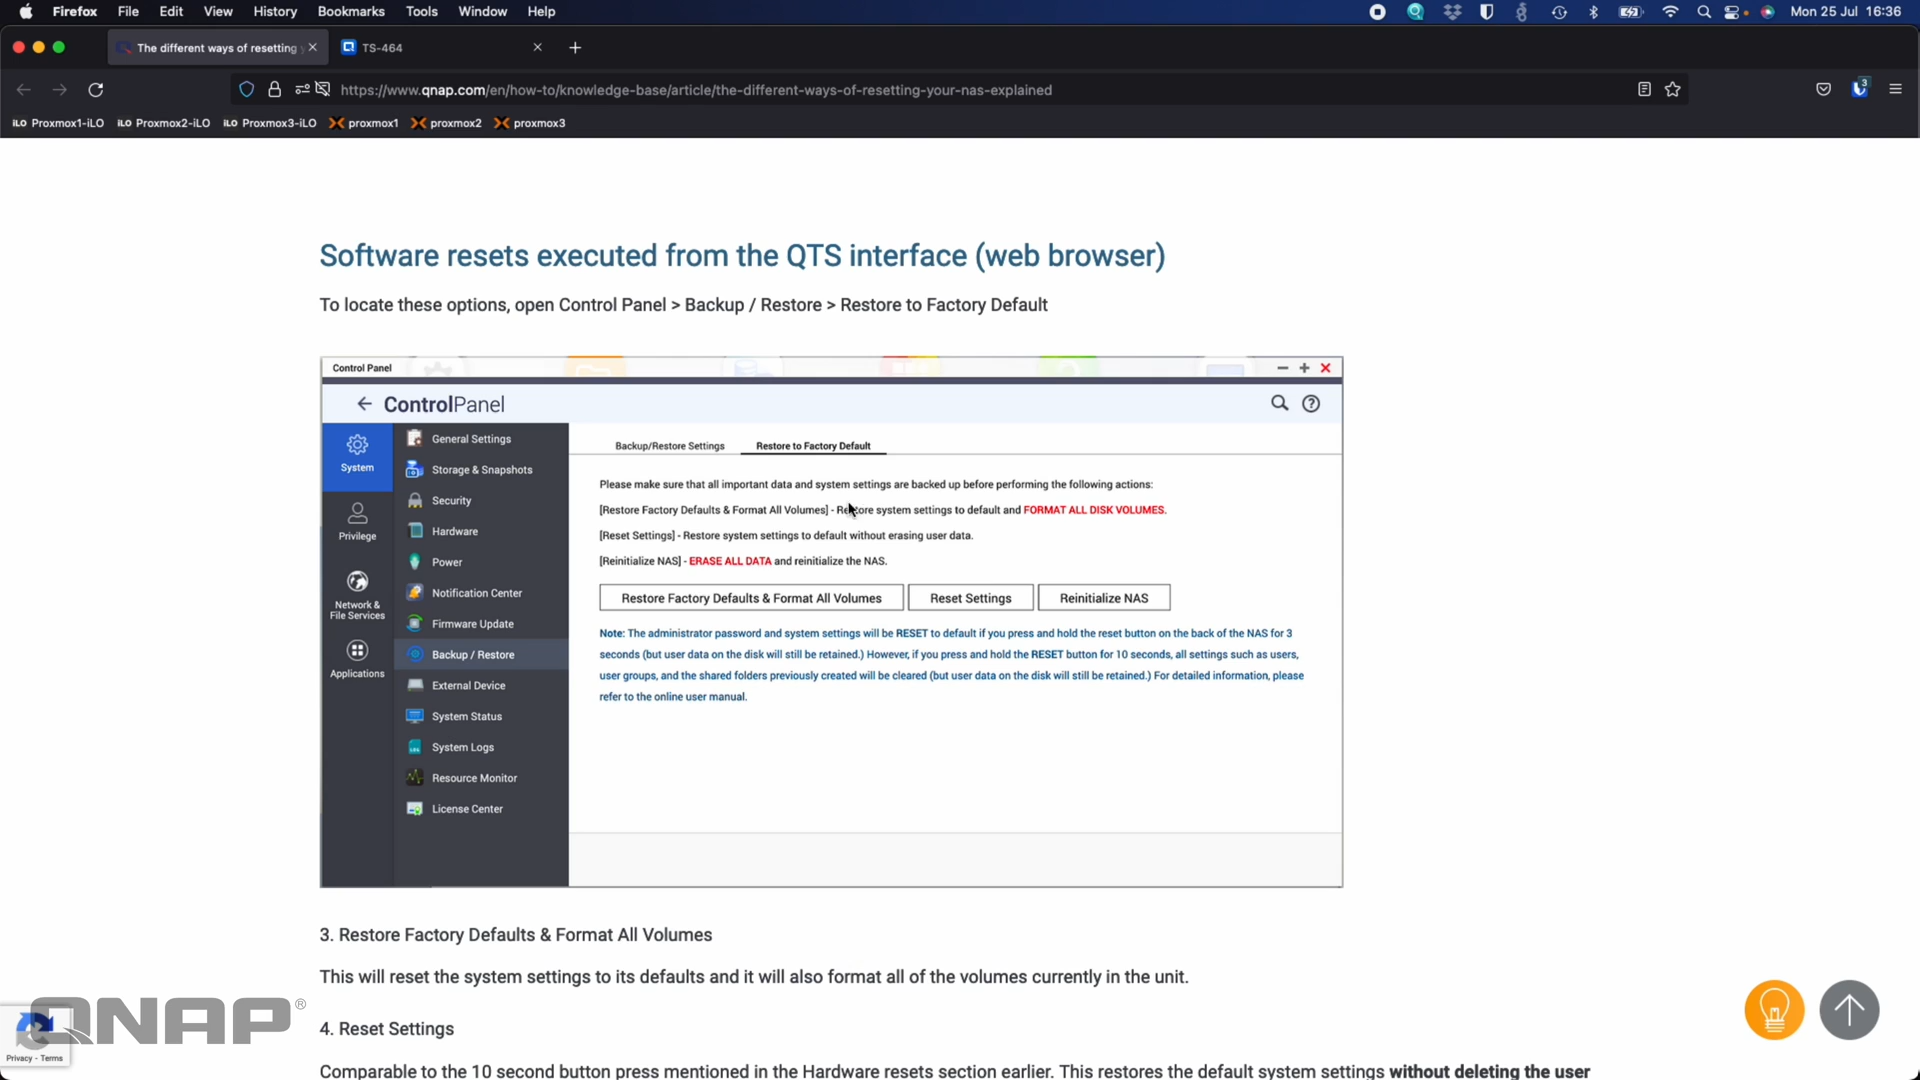 Firefox File Edit View History Bookmarks Tools Window Help
Mon 25 Jul 16:36
The different ways of resetting
TS-464
https://www.qnap.com/en/how-to/knowledge-base/article/the-different-ways-of-resetting-your-nas-explained
3
iLO Proxmox1-iLO iLO Proxmox2-iLO iLO Proxmox3-iLO proxmox1 proxmox2 proxmox3
Software resets executed from the QTS interface (web browser)
To locate these options, open Control Panel > Backup / Restore > Restore to Factory Default
Control Panel
ControlPanel
System
Privilege
Network &
File Services
Applications
General Settings
Storage & Snapshots
Security
Hardware
Power
Notification Center
Firmware Update
Backup / Restore
External Device
System Status
System Logs
Resource Monitor
License Center
Backup/Restore Settings Restore to Factory Default
Please make sure that all important data and system settings are backed up before performing the following actions:
[Restore Factory Defaults & Format All Volumes] - Restore system settings to default and FORMAT ALL DISK VOLUMES.
[Reset Settings] - Restore system settings to default without erasing user data.
[Reinitialize NAS] - ERASE ALL DATA and reinitialize the NAS.
Restore Factory Defaults & Format All Volumes Reset Settings Reinitialize NAS
Note: The administrator password and system settings will be RESET to default if you press and hold the reset button on the back of the NAS for 3
seconds (but user data on the disk will still be retained.) However, if you press and hold the RESET button for 10 seconds, all settings such as users,
user groups, and the shared folders previously created will be cleared (but user data on the disk will still be retained.) For detailed information, please
refer to the online user manual.
3. Restore Factory Defaults & Format All Volumes
This will reset the system settings to its defaults and it will also format all of the volumes currently in the unit.
4. Reset Settings
Comparable to the 10 second button press mentioned in the Hardware resets section earlier. This restores the default system settings without deleting the user
QNAP®
Privacy - Terms